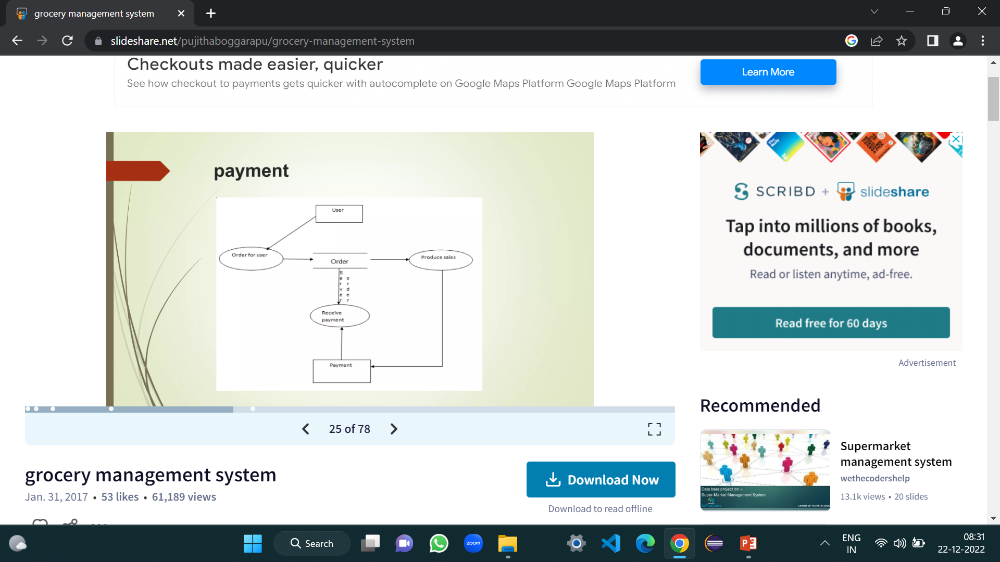 grocery management system
slideshare.net/pujithaboggarapu/grocery-management-system
Checkouts made easier, quicker
See how checkout to payments gets quicker with autocomplete on Google Maps Platform Google Maps Platform
Learn More
payment
User
Order for user
Order
Produce sales
Server
order
Receive
payment
Payment
SCRIBD + slideshare
Tap into millions of books,
documents, and more
Read or listen anytime, ad-free.
Read free for 60 days
Advertisement
25 of 78
Recommended
Data base project on :-
Super-Market Management System
WeTheCoders
Supermarket
management system
wethecodershelp
13.1k views • 20 slides
grocery management system
Jan. 31, 2017 • 53 likes • 61,189 views
Download Now
Download to read offline
Search
zoom
ENG
IN
08:31
22-12-2022